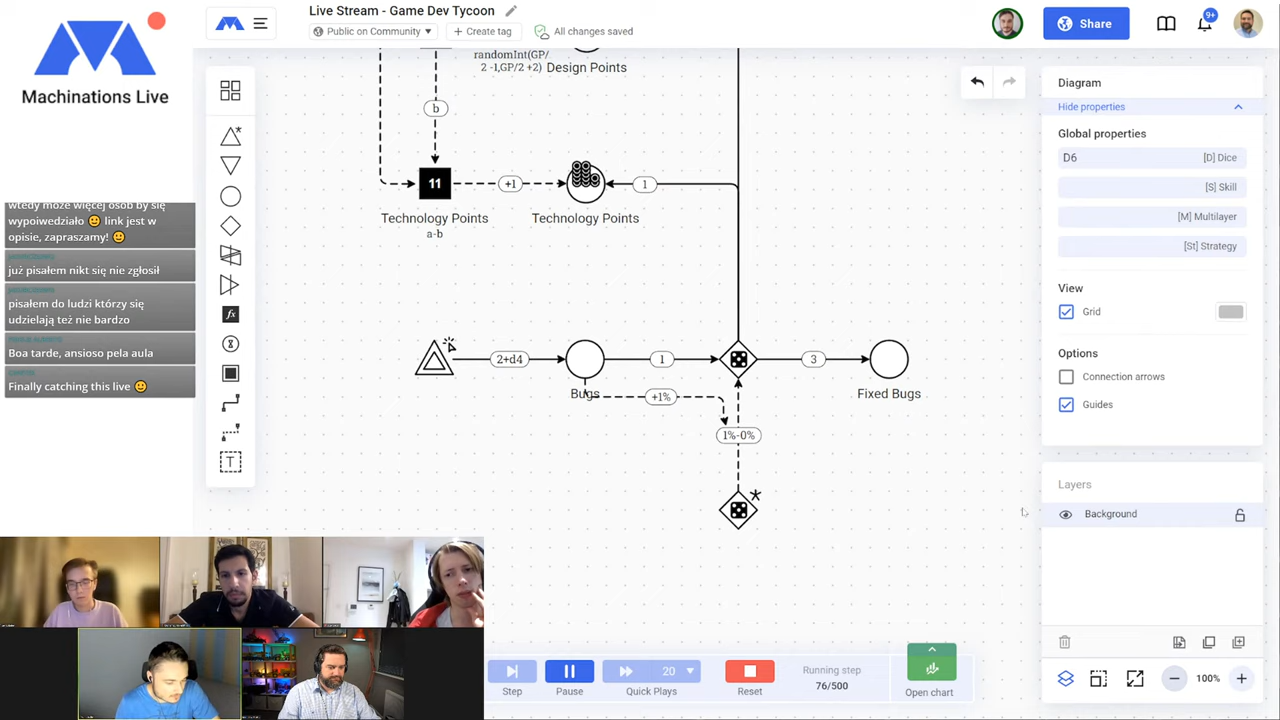 Machinations Live
wtedy może więcej osób by się
wypoiwedziało 🙂 link jest w
opisie, zapraszamy! 🙂
już pisałem nikt się nie zgłosił
pisałem do ludzi którzy się
udzielają też nie bardzo
Boa tarde, ansioso pela aula
Finally catching this live 🙂
Live Stream - Game Dev Tycoon
Public on Community
+ Create tag
All changes saved
Share
9+
randomInt(GP/
2 -1,GP/2 +2)
Design Points
b
11
+1
1
Technology Points
a-b
Technology Points
2+d4
1
3
Bugs
Fixed Bugs
+1%
1%-0%
fx
T
Diagram
Hide properties
Global properties
D6
[D] Dice
[S] Skill
[M] Multilayer
[St] Strategy
View
Grid
Options
Connection arrows
Guides
Layers
Background
Step
Pause
20
Quick Plays
Reset
Running step
76/500
Open chart
100%